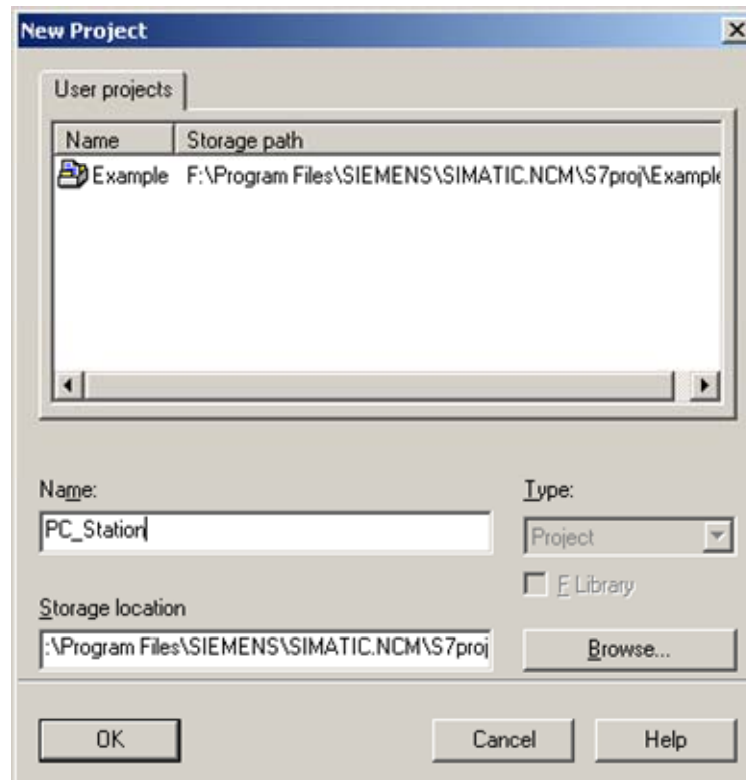 New Project
User projects
Name Storage path
Example F:\Program Files\SIEMENS\SIMATIC.NCM\S7proj\Example
Name:
Type:
PC_Station
Project
F Library
Storage location
:\Program Files\SIEMENS\SIMATIC.NCM\S7proj
Browse...
OK
Cancel
Help